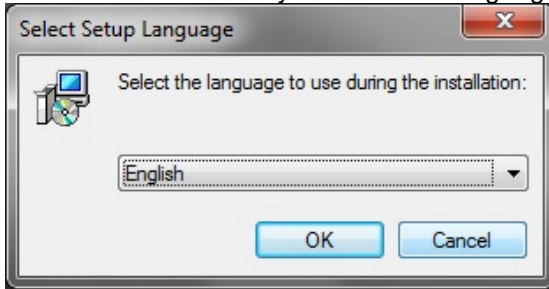 Select Setup Language
Select the language to use during the installation:
English
OK
Cancel